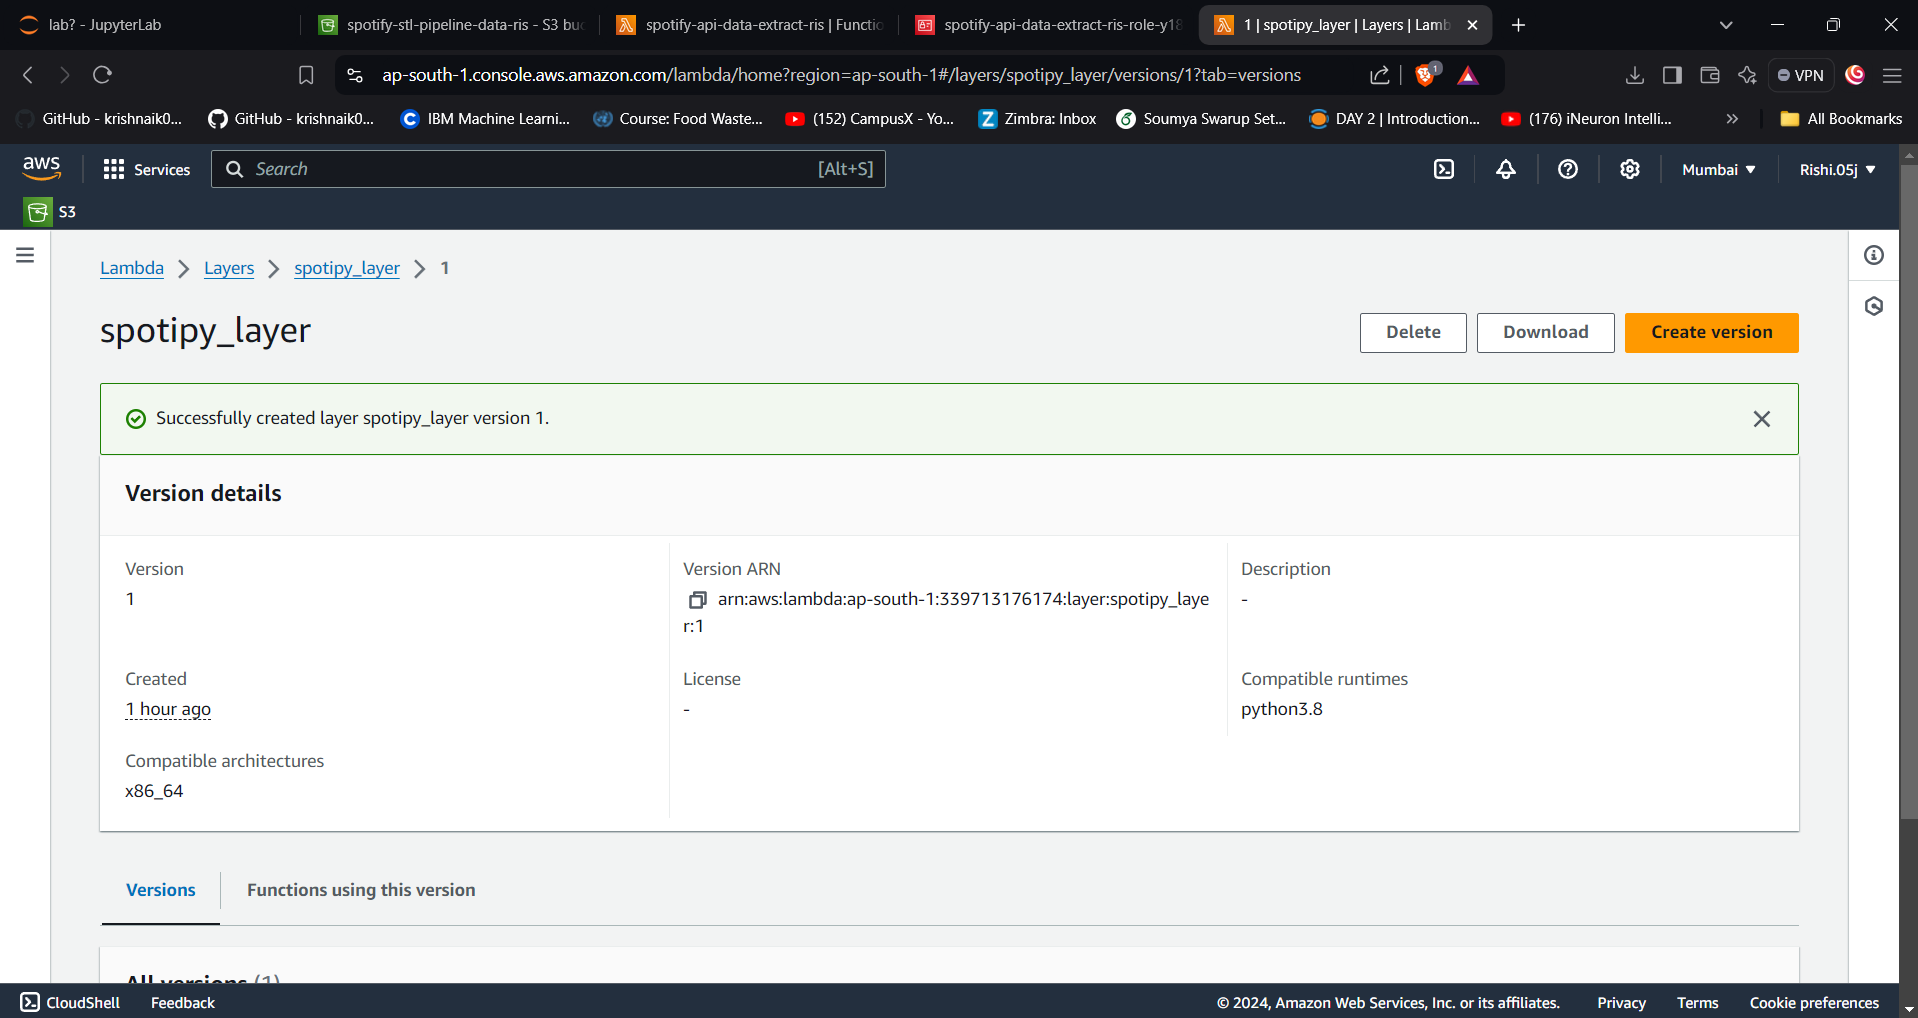 lab? - JupyterLab
spotify-stl-pipeline-data-ris - S3 buc
spotify-api-data-extract-ris | Functio
spotify-api-data-extract-ris-role-y18
1 | spotipy_layer | Layers | Lamb
ap-south-1.console.aws.amazon.com/lambda/home?region=ap-south-1#/layers/spotipy_layer/versions/1?tab=versions
1
VPN
GitHub - krishnaik0...
GitHub - krishnaik0...
IBM Machine Learni...
Course: Food Waste...
(152) CampusX - Yo...
Zimbra: Inbox
Soumya Swarup Set...
DAY 2 | Introduction...
(176) iNeuron Intelli...
All Bookmarks
aws
Services
Search
[Alt+S]
Mumbai
Rishi.05j
S3
Lambda
Layers
spotipy_layer
1
spotipy_layer
Delete
Download
Create version
Successfully created layer spotipy_layer version 1.
Version details
Version
1
Version ARN
arn:aws:lambda:ap-south-1:339713176174:layer:spotipy_laye
r:1
Description
-
Created
1 hour ago
License
-
Compatible runtimes
python3.8
Compatible architectures
x86_64
Versions
Functions using this version
All versions (1)
CloudShell
Feedback
© 2024, Amazon Web Services, Inc. or its affiliates.
Privacy
Terms
Cookie preferences